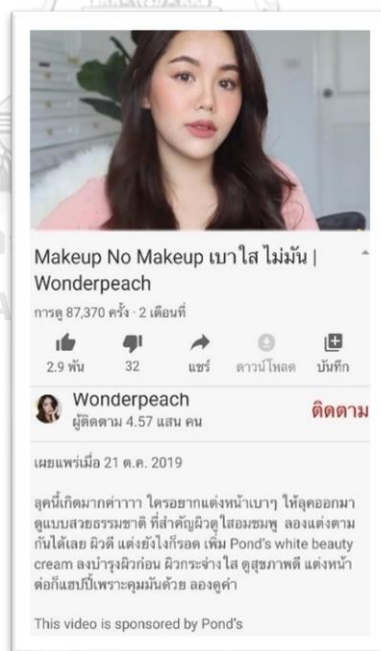 Makeup No Makeup เบาใส ไม่มัน |
Wonderpeach
การดู 87,370 ครั้ง · 2 เดือนที่
2.9 พัน
32
แชร์
ดาวน์โหลด
บันทึก
Wonderpeach
ผู้ติดตาม 4.57 แสน คน
ติดตาม
เผยแพร่เมื่อ 21 ต.ค. 2019
ลุคนี้เกิดมากค่าาาา ใครอยากแต่งหน้าเบาๆ ให้ลุคออกมา
ดูแบบสวยธรรมชาติ ที่สำคัญผิวดูใสอมชมพู ลองแต่งตาม
กันได้เลย ผิวดี แต่งยังไงก็รอด เพิ่ม Pond's white beauty
cream ลงบำรุงผิวก่อน ผิวกระจ่างใส ดูสุขภาพดี แต่งหน้า
ต่อก็แฮปปี้เพราะคุมมันด้วย ลองดูค่า
This video is sponsored by Pond's